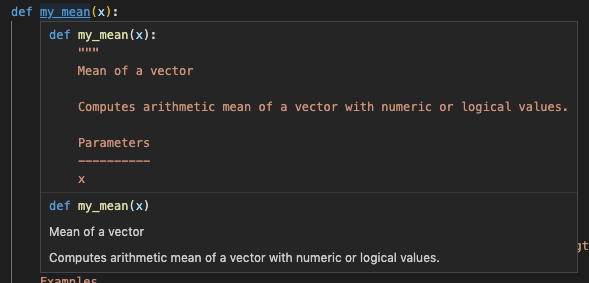 def my_mean(x):
def my_mean(x):
"""
Mean of a vector
Computes arithmetic mean of a vector with numeric or logical values.
Parameters
----------
x
def my_mean(x)
Mean of a vector
gt
Computes arithmetic mean of a vector with numeric or logical values.
Examples